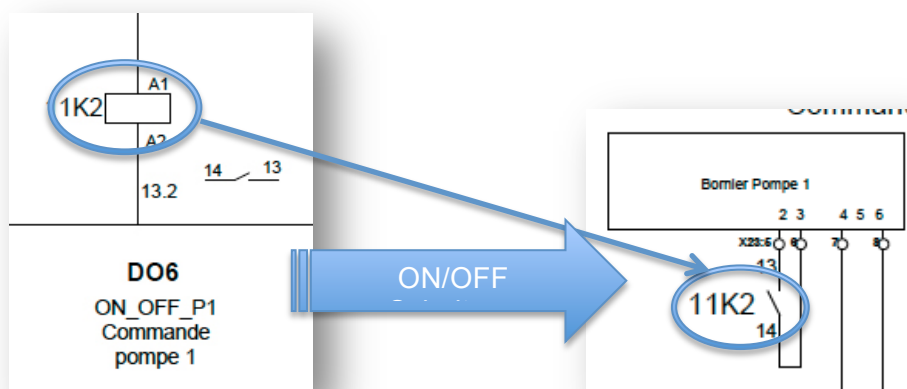 A1
1K2
A2
14 13
13.2
DO6
ON_OFF_P1
Commande
pompe 1
ON/OFF
Bornier Pompe 1
2 3 4 5 6
X23:5 6 7 8
13
11K2
14